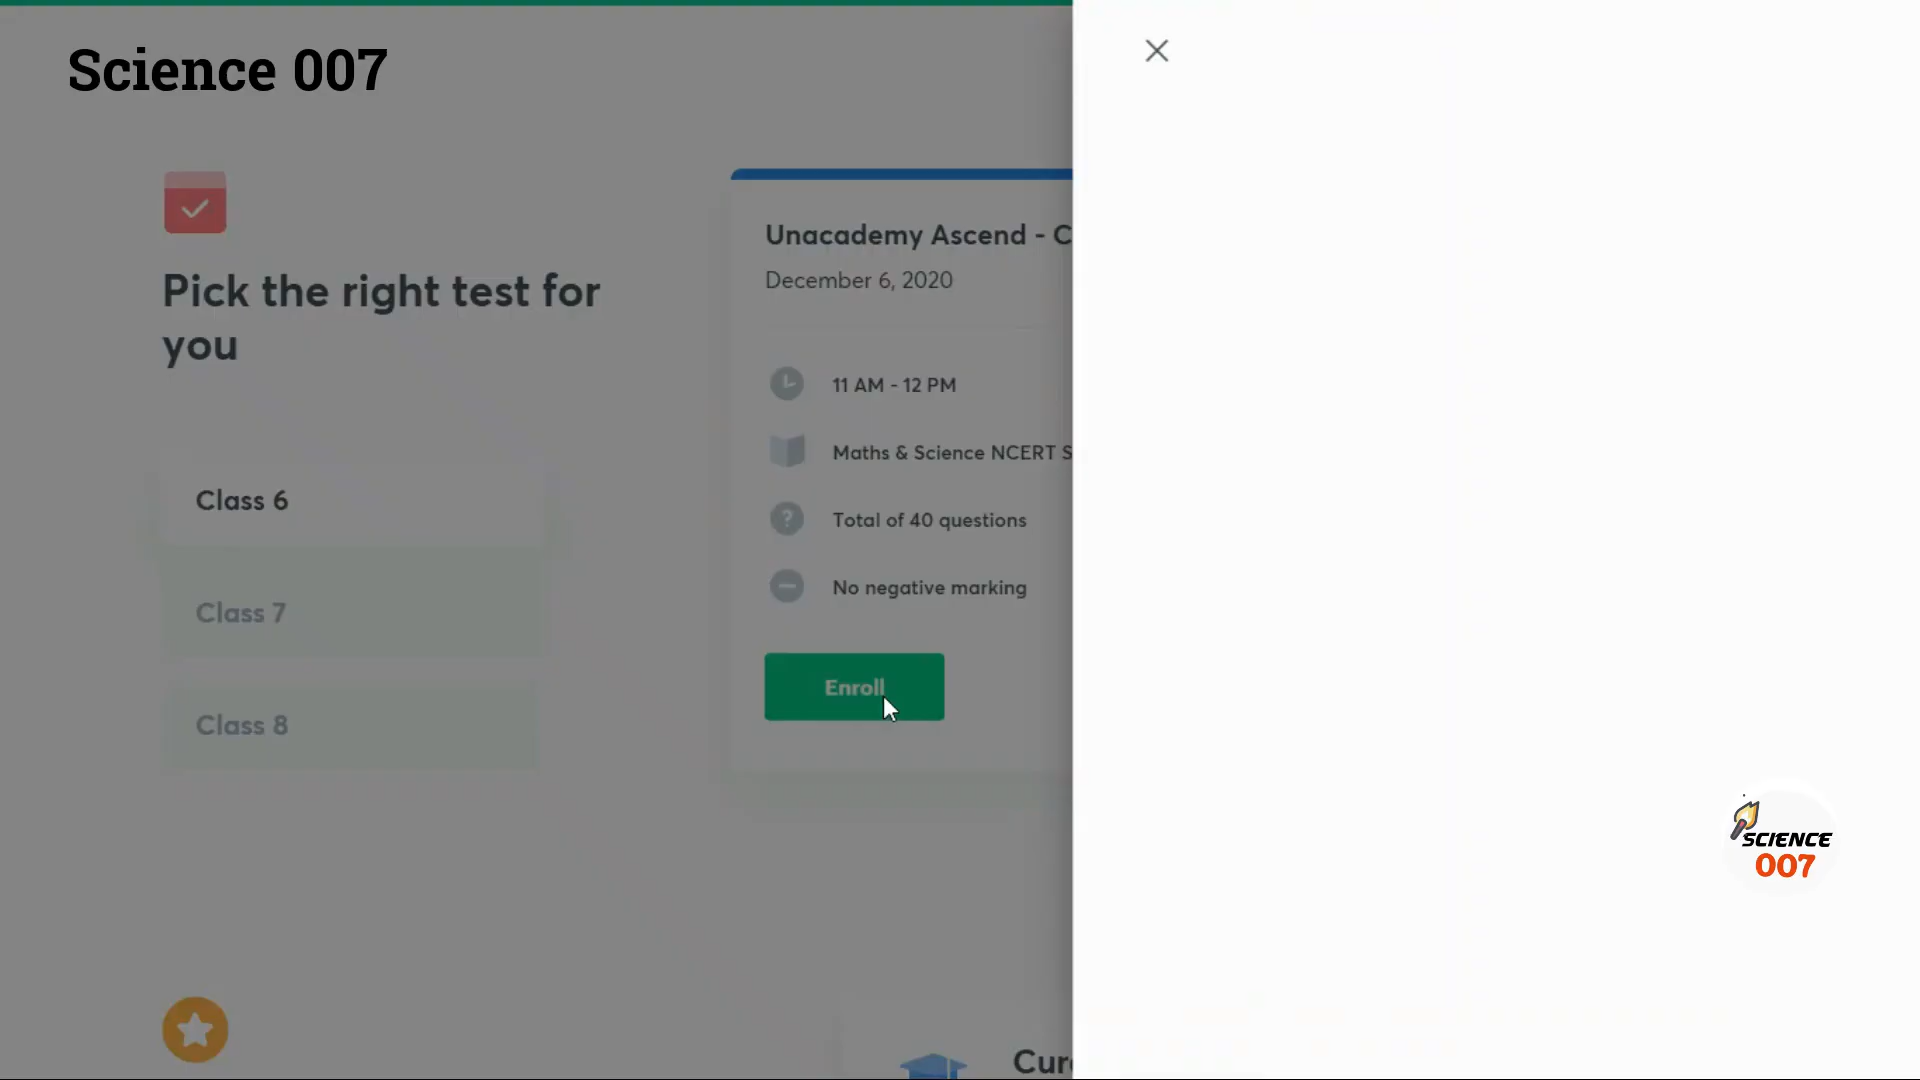 Science 007
Pick the right test for
you
Class 6
Class 7
Class 8
Unacademy Ascend - C
December 6, 2020
11 AM - 12 PM
Maths & Science NCERT S
Total of 40 questions
No negative marking
Enroll
SCIENCE
007
Cur